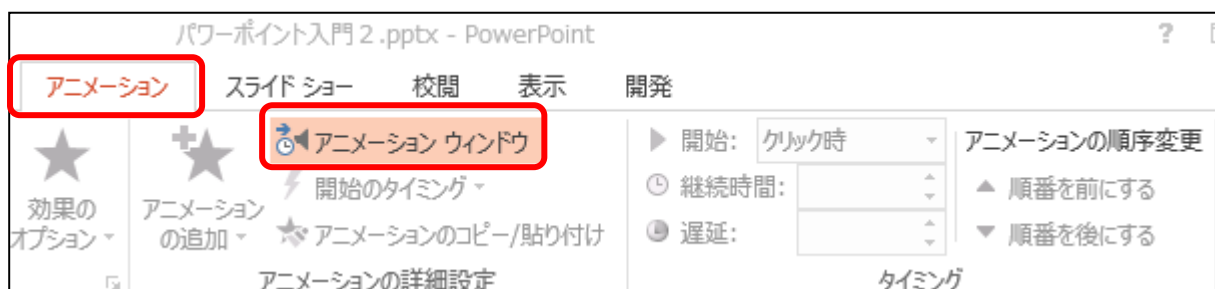 パワーポイント入門２.pptx - PowerPoint ?
アニメーション スライド ショー 校閲 表示 開発
効果の
オプション
アニメーション
の追加
アニメーション ウィンドウ
開始のタイミング
アニメーションのコピー/貼り付け
アニメーションの詳細設定
開始: クリック時
継続時間:
遅延:
アニメーションの順序変更
順番を前にする
順番を後にする
タイミング